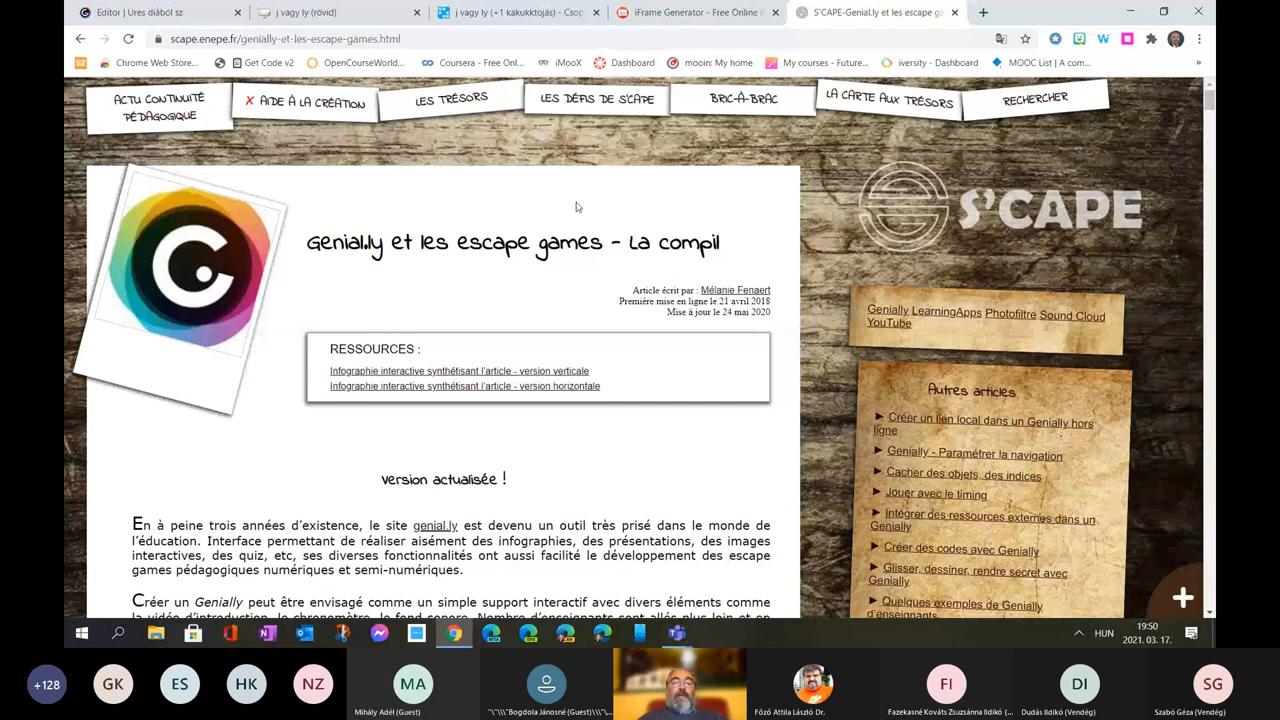 Editor | Üres diából sz
j vagy ly (rövid)
j vagy ly (+1 kakukktojás) - Csop
iFrame Generator - Free Online i
S'CAPE-Genial.ly et les escape ga
scape.enepe.fr/genially-et-les-escape-games.html
Chrome Web Store...
Get Code v2
OpenCourseWorld...
Coursera - Free Onl...
iMooX
Dashboard
mooin: My home
My courses - Future...
iversity - Dashboard
MOOC List | A com...
»
ACTU CONTINUITÉ
PÉDAGOGIQUE
✗ AIDE À LA CRÉATION
LES TRÉSORS
LES DÉFIS DE S'CAPE
BRIC-À-BRAC
LA CARTE AUX TRÉSORS
RECHERCHER
S'CAPE
Genial.ly et les escape games - La compil
Article écrit par : Mélanie Fenaert
Première mise en ligne le 21 avril 2018
Mise à jour le 24 mai 2020
RESSOURCES :
Infographie interactive synthétisant l'article - version verticale
Infographie interactive synthétisant l'article - version horizontale
Version actualisée !
En à peine trois années d'existence, le site genial.ly est devenu un outil très prisé dans le monde de
l'éducation. Interface permettant de réaliser aisément des infographies, des présentations, des images
interactives, des quiz, etc, ses diverses fonctionnalités ont aussi facilité le développement des escape
games pédagogiques numériques et semi-numériques.
Créer un Genially peut être envisagé comme un simple support interactif avec divers éléments comme
Genially LearningApps Photofiltre Sound Cloud
YouTube
Autres articles
► Créer un lien local dans un Genially hors
ligne
► Genially - Paramétrer la navigation
► Cacher des objets, des indices
► Jouer avec le timing
► Intégrer des ressources externes dans un
Genially
► Créer des codes avec Genially
► Glisser, dessiner, rendre secret avec
Genially
► Quelques exemples de Genially
d'enseignants
HUN
19:50
2021. 03. 17.
+128
GK
ES
HK
NZ
MA
Mihály Adél (Guest)
"\"\\\"Bogdola Jánosné (Guest)\\\"\...
Főző Attila László Dr.
FI
Fazekasné Kováts Zsuzsánna Ildikó (...
DI
Dudás Ildikó (Vendég)
SG
Szabó Géza (Vendég)